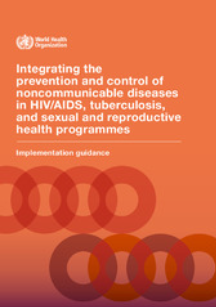 World Health
Organization
Integrating the
prevention and control of
noncommunicable diseases
in HIV/AIDS, tuberculosis,
and sexual and reproductive
health programmes
Implementation guidance